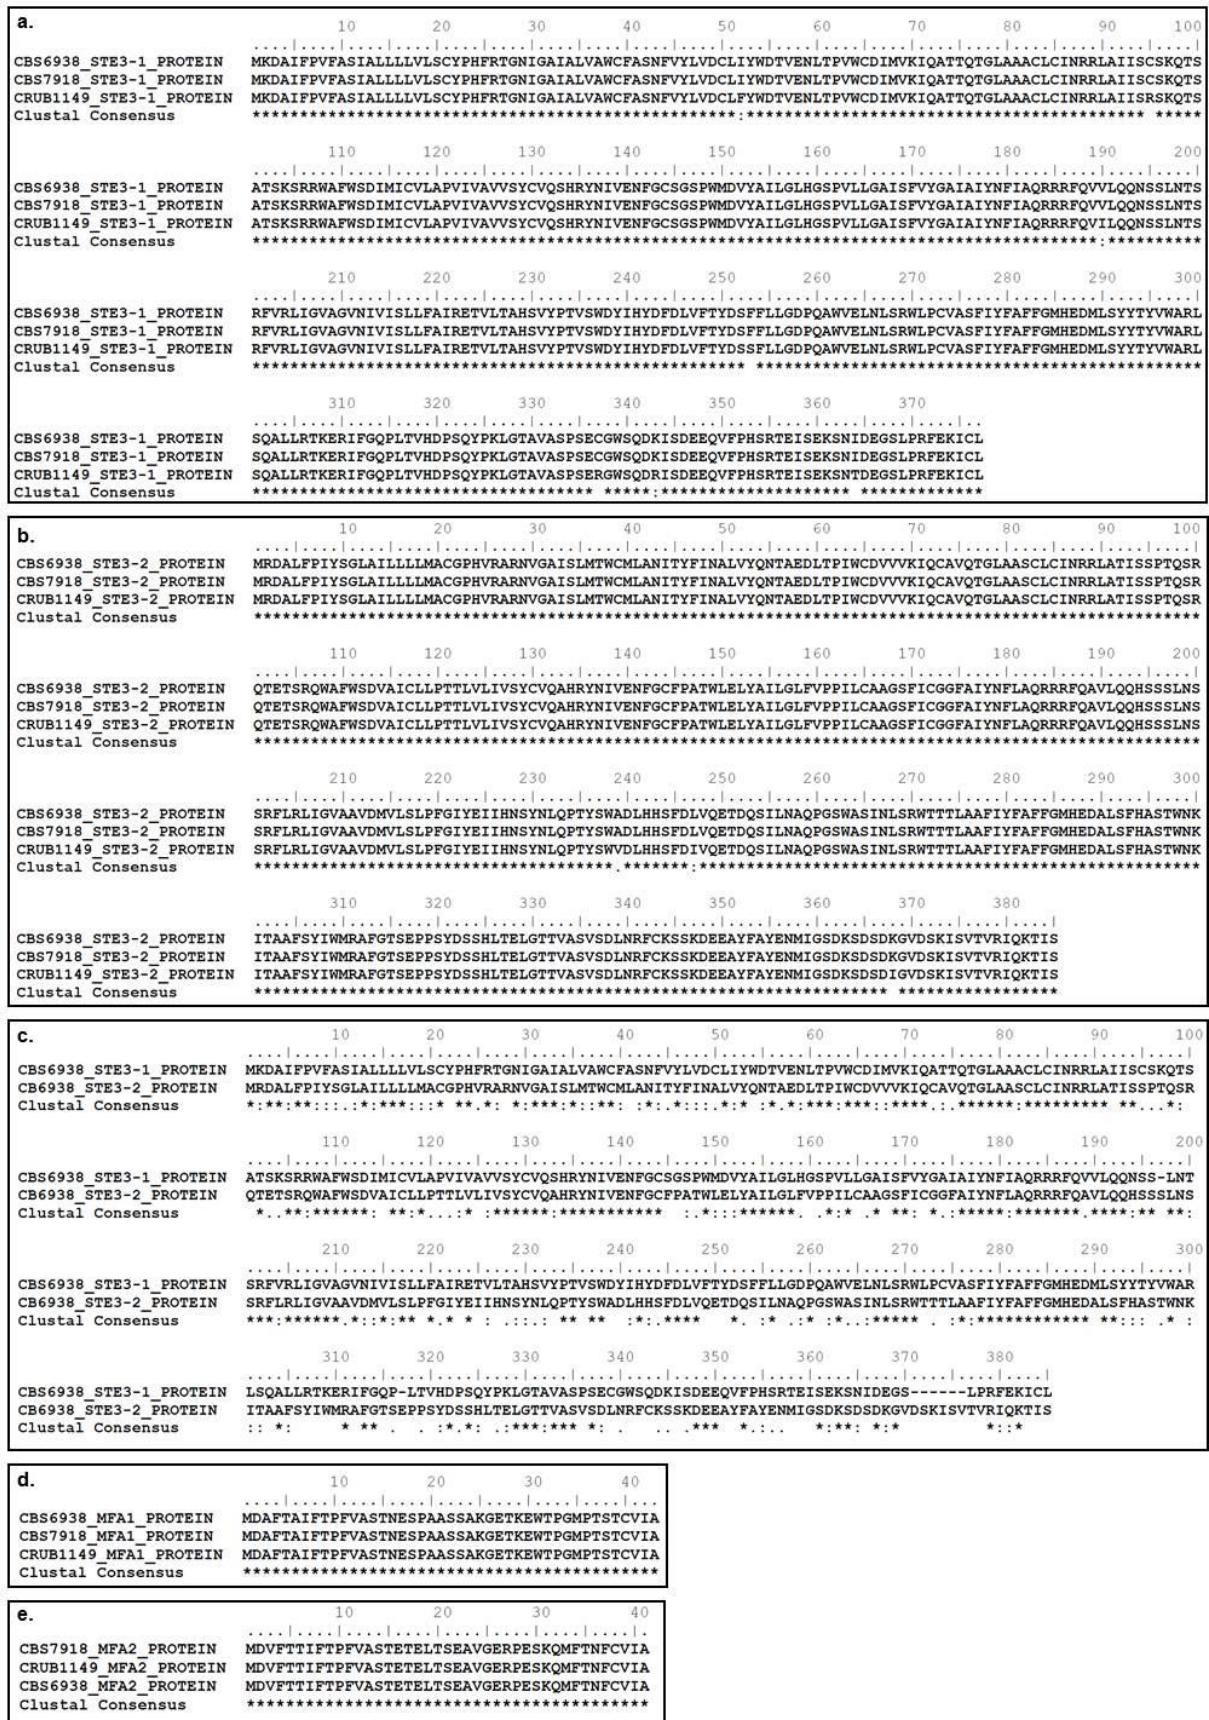 a.
10 20 30 40 50 60 70 80 90 100
....|....|....|....|....|....|....|....|....|....|....|....|....|....|....|....|....|....|....|....|
CBS6938_STE3-1_PROTEIN MKDAIFPVFASIALLLLVLSCYPHFRTGNIGAIALVAWCFASNFVYLVDCLIYWDTVENLTPVWCDIMVKIQATTQTGLAAACLCINRRLAIISCSKQTS
CBS7918_STE3-1_PROTEIN MKDAIFPVFASIALLLLVLSCYPHFRTGNIGAIALVAWCFASNFVYLVDCLIYWDTVENLTPVWCDIMVKIQATTQTGLAAACLCINRRLAIISCSKQTS
CRUB1149_STE3-1_PROTEIN MKDAIFPVFASIALLLLVLSCYPHFRTGNIGAIALVAWCFASNFVYLVDCLFYWDTVENLTPVWCDIMVKIQATTQTGLAAACLCINRRLAIISRSKQTS
Clustal Consensus ***************************************************:****************************************** *****
110 120 130 140 150 160 170 180 190 200
....|....|....|....|....|....|....|....|....|....|....|....|....|....|....|....|....|....|....|....|
CBS6938_STE3-1_PROTEIN ATSKSRRWAFWSDIMICVLAPVIVAVVSYCVQSHRYNIVENFGCSGSPWMDVYAILGLHGSPVLLGAISFVYGAIAIYNFIAQRRRFQVVLQQNSSLNTS
CBS7918_STE3-1_PROTEIN ATSKSRRWAFWSDIMICVLAPVIVAVVSYCVQSHRYNIVENFGCSGSPWMDVYAILGLHGSPVLLGAISFVYGAIAIYNFIAQRRRFQVVLQQNSSLNTS
CRUB1149_STE3-1_PROTEIN ATSKSRRWAFWSDIMICVLAPVIVAVVSYCVQSHRYNIVENFGCSGSPWMDVYAILGLHGSPVLLGAISFVYGAIAIYNFIAQRRRFQVILQQNSSLNTS
Clustal Consensus *****************************************************************************************:**********
210 220 230 240 250 260 270 280 290 300
....|....|....|....|....|....|....|....|....|....|....|....|....|....|....|....|....|....|....|....|
CBS6938_STE3-1_PROTEIN RFVRLIGVAGVNIVISLLFAIRETVLTAHSVYPTVSWDYIHYDFDLVFTYDSFFLLGDPQAWVELNLSRWLPCVASFIYFAFFGMHEDMLSYYTYVWARL
CBS7918_STE3-1_PROTEIN RFVRLIGVAGVNIVISLLFAIRETVLTAHSVYPTVSWDYIHYDFDLVFTYDSFFLLGDPQAWVELNLSRWLPCVASFIYFAFFGMHEDMLSYYTYVWARL
CRUB1149_STE3-1_PROTEIN RFVRLIGVAGVNIVISLLFAIRETVLTAHSVYPTVSWDYIHYDFDLVFTYDSSFLLGDPQAWVELNLSRWLPCVASFIYFAFFGMHEDMLSYYTYVWARL
Clustal Consensus **************************************************** ***********************************************
310 320 330 340 350 360 370
....|....|....|....|....|....|....|....|....|....|....|....|....|....|....|..
CBS6938_STE3-1_PROTEIN SQALLRTKERIFGQPLTVHDPSQYPKLGTAVASPSECGWSQDKISDEEQVFPHSRTEISEKSNIDEGSLPRFEKICL
CBS7918_STE3-1_PROTEIN SQALLRTKERIFGQPLTVHDPSQYPKLGTAVASPSECGWSQDKISDEEQVFPHSRTEISEKSNIDEGSLPRFEKICL
CRUB1149_STE3-1_PROTEIN SQALLRTKERIFGQPLTVHDPSQYPKLGTAVASPSERGWSQDRISDEEQVFPHSRTEISEKSNTDEGSLPRFEKICL
Clustal Consensus ************************************ *****:******************** *************
b.
10 20 30 40 50 60 70 80 90 100
....|....|....|....|....|....|....|....|....|....|....|....|....|....|....|....|....|....|....|....|
CBS6938_STE3-2_PROTEIN MRDALFPIYSGLAILLLLMACGPHVRARNVGAISLMTWCMLANITYFINALVYQNTAEDLTPIWCDVVVKIQCAVQTGLAASCLCINRRLATISSPTQSR
CBS7918_STE3-2_PROTEIN MRDALFPIYSGLAILLLLMACGPHVRARNVGAISLMTWCMLANITYFINALVYQNTAEDLTPIWCDVVVKIQCAVQTGLAASCLCINRRLATISSPTQSR
CRUB1149_STE3-2_PROTEIN MRDALFPIYSGLAILLLLMACGPHVRARNVGAISLMTWCMLANITYFINALVYQNTAEDLTPIWCDVVVKIQCAVQTGLAASCLCINRRLATISSPTQSR
Clustal Consensus ****************************************************************************************************
110 120 130 140 150 160 170 180 190 200
....|....|....|....|....|....|....|....|....|....|....|....|....|....|....|....|....|....|....|....|
CBS6938_STE3-2_PROTEIN QTETSRQWAFWSDVAICLLPTTLVLIVSYCVQAHRYNIVENFGCFPATWLELYAILGLFVPPILCAAGSFICGGFAIYNFLAQRRRFQAVLQQHSSSLNS
CBS7918_STE3-2_PROTEIN QTETSRQWAFWSDVAICLLPTTLVLIVSYCVQAHRYNIVENFGCFPATWLELYAILGLFVPPILCAAGSFICGGFAIYNFLAQRRRFQAVLQQHSSSLNS
CRUB1149_STE3-2_PROTEIN QTETSRQWAFWSDVAICLLPTTLVLIVSYCVQAHRYNIVENFGCFPATWLELYAILGLFVPPILCAAGSFICGGFAIYNFLAQRRRFQAVLQQHSSSLNS
Clustal Consensus ****************************************************************************************************
210 220 230 240 250 260 270 280 290 300
....|....|....|....|....|....|....|....|....|....|....|....|....|....|....|....|....|....|....|....|
CBS6938_STE3-2_PROTEIN SRFLRLIGVAAVDMVLSLPFGIYEIIHNSYNLQPTYSWADLHHSFDLVQETDQSILNAQPGSWASINLSRWTTTLAAFIYFAFFGMHEDALSFHASTWNK
CBS7918_STE3-2_PROTEIN SRFLRLIGVAAVDMVLSLPFGIYEIIHNSYNLQPTYSWADLHHSFDLVQETDQSILNAQPGSWASINLSRWTTTLAAFIYFAFFGMHEDALSFHASTWNK
CRUB1149_STE3-2_PROTEIN SRFLRLIGVAAVDMVLSLPFGIYEIIHNSYNLQPTYSWVDLHHSFDIVQETDQSILNAQPGSWASINLSRWTTTLAAFIYFAFFGMHEDALSFHASTWNK
Clustal Consensus **************************************.*******:*****************************************************
310 320 330 340 350 360 370 380
....|....|....|....|....|....|....|....|....|....|....|....|....|....|....|....|....|
CBS6938_STE3-2_PROTEIN ITAAFSYIWMRAFGTSEPPSYDSSHLTELGTTVASVSDLNRFCKSSKDEEAYFAYENMIGSDKSDSDKGVDSKISVTVRIQKTIS
CBS7918_STE3-2_PROTEIN ITAAFSYIWMRAFGTSEPPSYDSSHLTELGTTVASVSDLNRFCKSSKDEEAYFAYENMIGSDKSDSDKGVDSKISVTVRIQKTIS
CRUB1149_STE3-2_PROTEIN ITAAFSYIWMRAFGTSEPPSYDSSHLTELGTTVASVSDLNRFCKSSKDEEAYFAYENMIGSDKSDSDIGVDSKISVTVRIQKTIS
Clustal Consensus ******************************************************************* *****************
c.
10 20 30 40 50 60 70 80 90 100
....|....|....|....|....|....|....|....|....|....|....|....|....|....|....|....|....|....|....|....|
CBS6938_STE3-1_PROTEIN MKDAIFPVFASIALLLLVLSCYPHFRTGNIGAIALVAWCFASNFVYLVDCLIYWDTVENLTPVWCDIMVKIQATTQTGLAAACLCINRRLAIISCSKQTS
CB6938_STE3-2_PROTEIN MRDALFPIYSGLAILLLLMACGPHVRARNVGAISLMTWCMLANITYFINALVYQNTAEDLTPIWCDVVVKIQCAVQTGLAASCLCINRRLATISSPTQSR
Clustal Consensus *:**:**:::.:*:***:::* **.*: *:***:*::**: :*:.*:::.*:* :*.*:***:***::****.:.******:********* **...*:
110 120 130 140 150 160 170 180 190 200
....|....|....|....|....|....|....|....|....|....|....|....|....|....|....|....|....|....|....|....|
CBS6938_STE3-1_PROTEIN ATSKSRRWAFWSDIMICVLAPVIVAVVSYCVQSHRYNIVENFGCSGSPWMDVYAILGLHGSPVLLGAISFVYGAIAIYNFIAQRRRFQVVLQQNSS-LNT
CB6938_STE3-2_PROTEIN QTETSRQWAFWSDVAICLLPTTLVLIVSYCVQAHRYNIVENFGCFPATWLELYAILGLFVPPILCAAGSFICGGFAIYNFLAQRRRFQAVLQQHSSSLNS
Clustal Consensus *..**:******: **:*...:* :******:*********** :.*:::****** .*:* .* **: *.:*****:*******.****:** **:
210 220 230 240 250 260 270 280 290 300
....|....|....|....|....|....|....|....|....|....|....|....|....|....|....|....|....|....|....|....|
CBS6938_STE3-1_PROTEIN SRFVRLIGVAGVNIVISLLFAIRETVLTAHSVYPTVSWDYIHYDFDLVFTYDSFFLLGDPQAWVELNLSRWLPCVASFIYFAFFGMHEDMLSYYTYVWAR
CB6938_STE3-2_PROTEIN SRFLRLIGVAAVDMVLSLPFGIYEIIHNSYNLQPTYSWADLHHSFDLVQETDQSILNAQPGSWASINLSRWTTTLAAFIYFAFFGMHEDALSFHASTWNK
Clustal Consensus ***:******.*::*:** *.* * : .::.: ** ** :*:.**** *. :* .:* :*..:***** . :*:************ **::: .* :
310 320 330 340 350 360 370 380
....|....|....|....|....|....|....|....|....|....|....|....|....|....|....|....|....|
CBS6938_STE3-1_PROTEIN LSQALLRTKERIFGQP-LTVHDPSQYPKLGTAVASPSECGWSQDKISDEEQVFPHSRTEISEKSNIDEGS------LPRFEKICL
CB6938_STE3-2_PROTEIN ITAAFSYIWMRAFGTSEPPSYDSSHLTELGTTVASVSDLNRFCKSSKDEEAYFAYENMIGSDKSDSDKGVDSKISVTVRIQKTIS
Clustal Consensus :: *: * ** . . :*.*: .:***:*** *: . . .*** *.:.. *:**: *:* *::*
d.
10 20 30 40
....|....|....|....|....|....|....|....|..
CBS6938_MFA1_PROTEIN MDAFTAIFTPFVASTNESPAASSAKGETKEWTPGMPTSTCVIA
CBS7918_MFA1_PROTEIN MDAFTAIFTPFVASTNESPAASSAKGETKEWTPGMPTSTCVIA
CRUB1149_MFA1_PROTEIN MDAFTAIFTPFVASTNESPAASSAKGETKEWTPGMPTSTCVIA
Clustal Consensus *******************************************
e.
10 20 30 40
....|....|....|....|....|....|....|....|.
CBS7918_MFA2_PROTEIN MDVFTTIFTPFVASTETELTSEAVGERPESKQMFTNFCVIA
CRUB1149_MFA2_PROTEIN MDVFTTIFTPFVASTETELTSEAVGERPESKQMFTNFCVIA
CBS6938_MFA2_PROTEIN MDVFTTIFTPFVASTETELTSEAVGERPESKQMFTNFCVIA
Clustal Consensus *****************************************